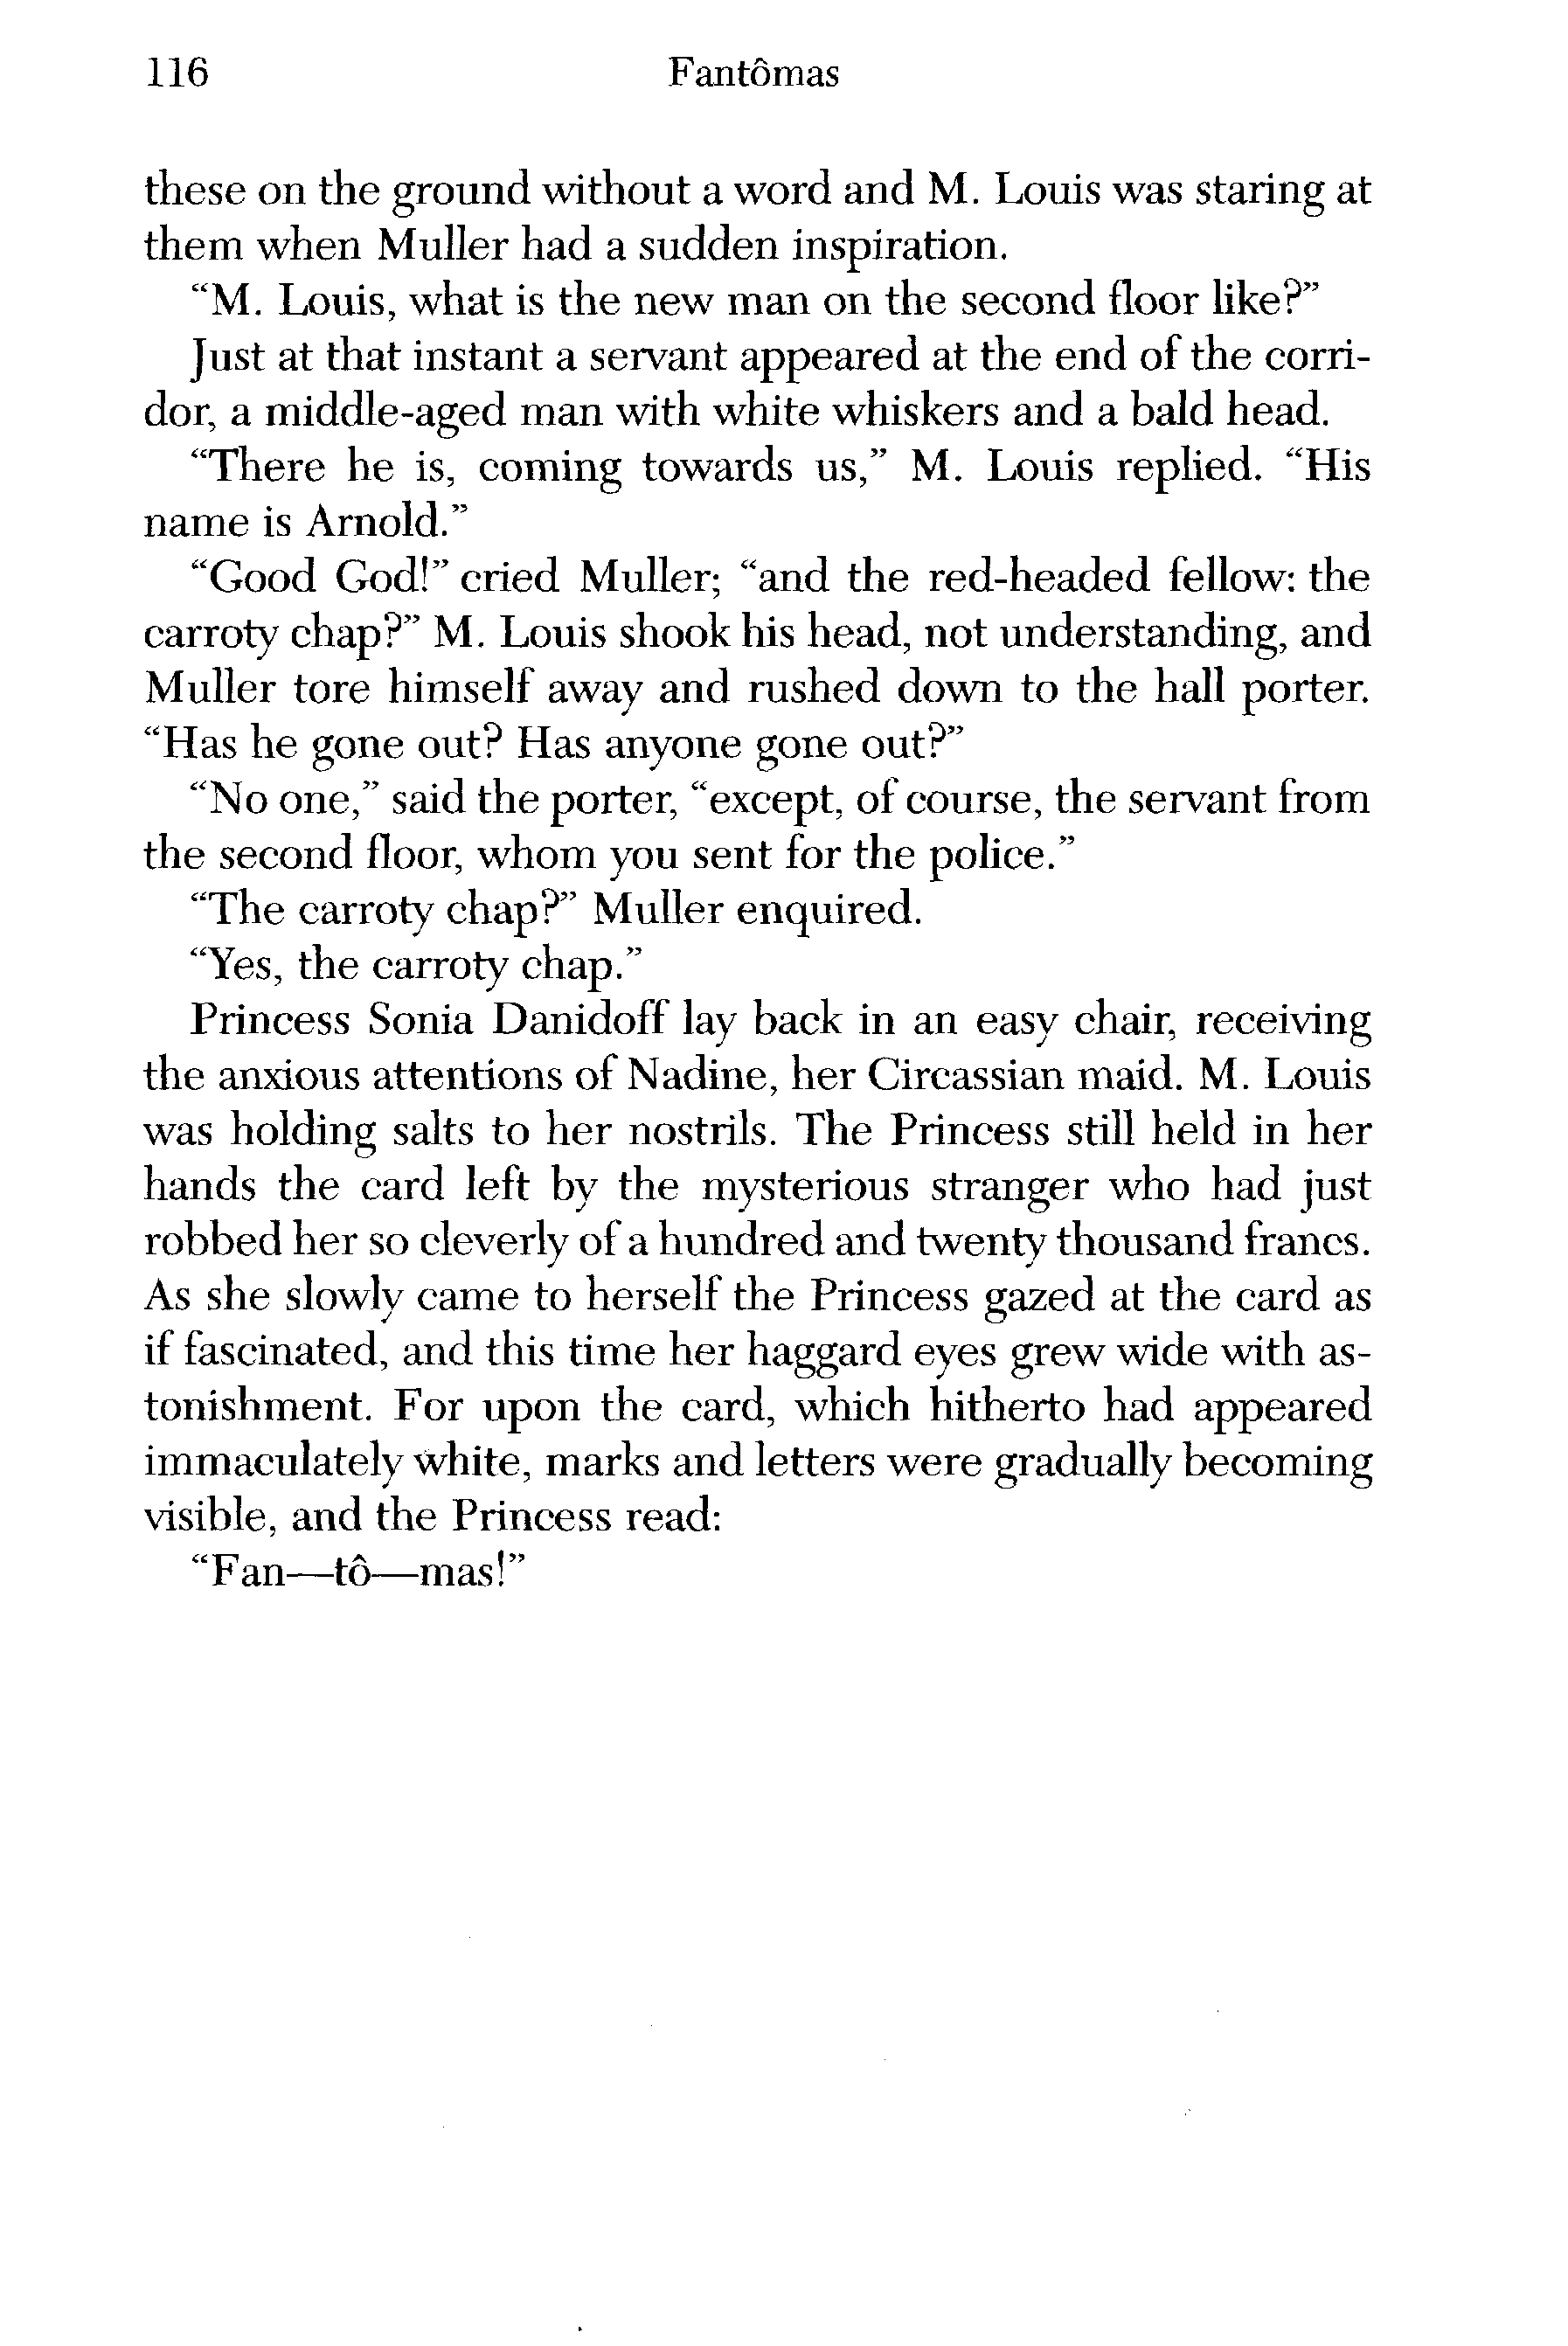 116 Fantômas
these on the ground without a word and M. Louis was staring at
them when Muller had a sudden inspiration.
“M. Louis, what is the new man on the second floor like?”
Just at that instant a servant appeared at the end of the corri-
dor, a middle-aged man with white whiskers and a bald head.
“There he is, coming towards us,” M. Louis replied. “His
name is Arnold.”
“Good God!” cried Muller; “and the red-headed fellow: the
carroty chap?” M. Louis shook his head, not understanding, and
Muller tore himself away and rushed down to the hall porter.
“Has he gone out? Has anyone gone out?”
“No one,” said the porter, “except, of course, the servant from
the second floor, whom you sent for the police.”
“The carroty chap?” Muller enquired.
“Yes, the carroty chap.”
Princess Sonia Danidoff lay back in an easy chair, receiving
the anxious attentions of Nadine, her Circassian maid. M. Louis
was holding salts to her nostrils. The Princess still held in her
hands the card left by the mysterious stranger who had just
robbed her so cleverly of a hundred and twenty thousand francs.
As she slowly came to herself the Princess gazed at the card as
if fascinated, and this time her haggard eyes grew wide with as-
tonishment. For upon the card, which hitherto had appeared
immaculately white, marks and letters were gradually becoming
visible, and the Princess read:
“Fan—tô—mas!”